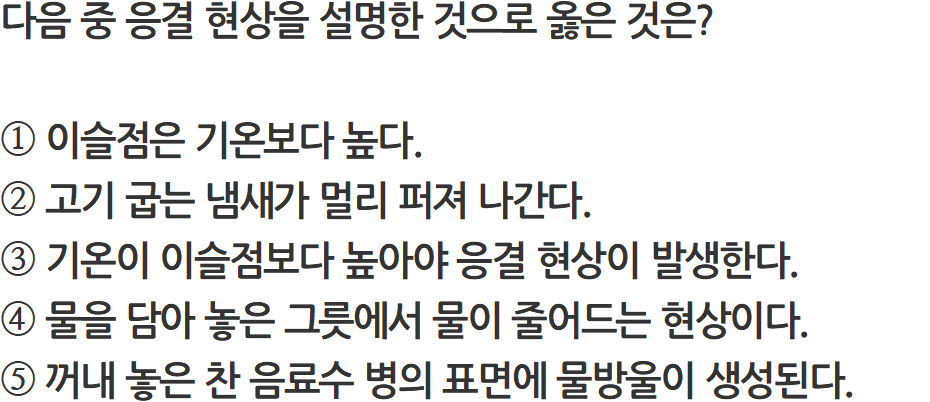 다음 중 응결 현상을 설명한 것으로 옳은 것은?
① 이슬점은 기온보다 높다.
② 고기 굽는 냄새가 멀리 퍼져 나간다.
③ 기온이 이슬점보다 높아야 응결 현상이 발생한다.
④ 물을 담아 놓은 그릇에서 물이 줄어드는 현상이다.
⑤ 꺼내 놓은 찬 음료수 병의 표면에 물방울이 생성된다.